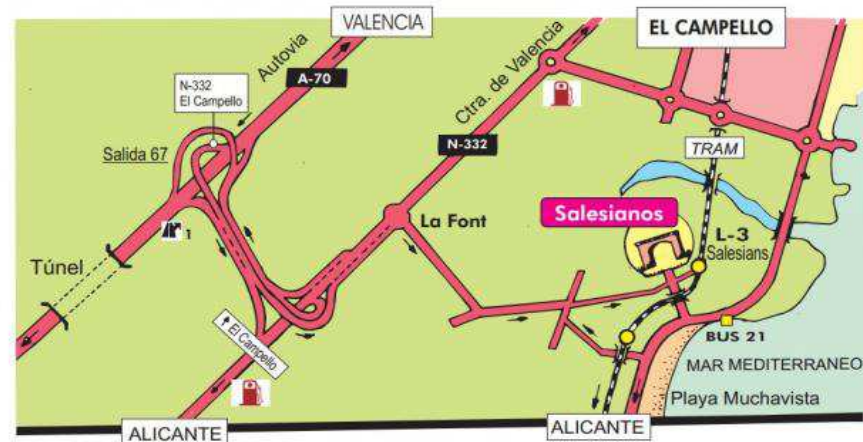 VALENCIA
EL CAMPELLO
Autovia
A-70
Ctra. de Valencia
N-332
El Campello
Salida 67
N-332
TRAM
1
La Font
Salesianos
L-3
Salesians
Túnel
El Campello
BUS 21
MAR MEDITERRANEO
Playa Muchavista
ALICANTE
ALICANTE